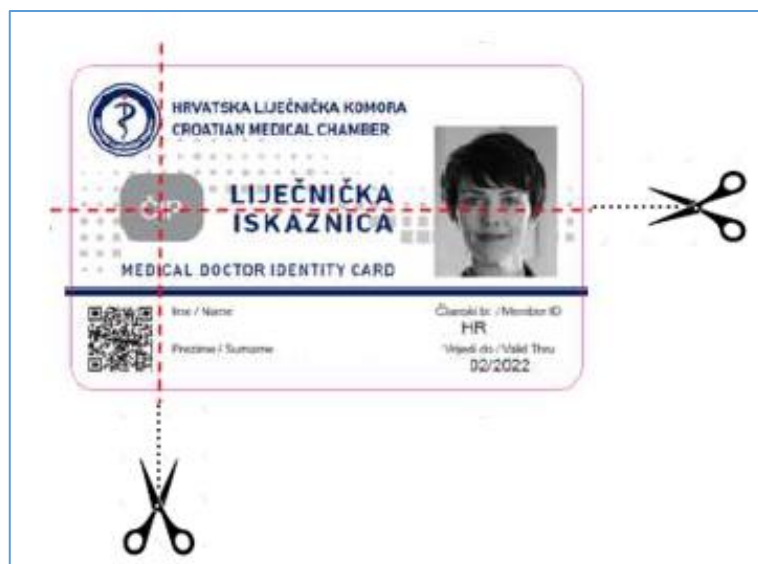 HRVATSKA LIJEČNIČKA KOMORA
CROATIAN MEDICAL CHAMBER
LIJEČNIČKA
ISKAZNICA
ČIP
MEDICAL DOCTOR IDENTITY CARD
Ime / Name
Članski br. / Member ID
HR
Prezime / Surname
Vrijedi do / Valid Thru
02/2022